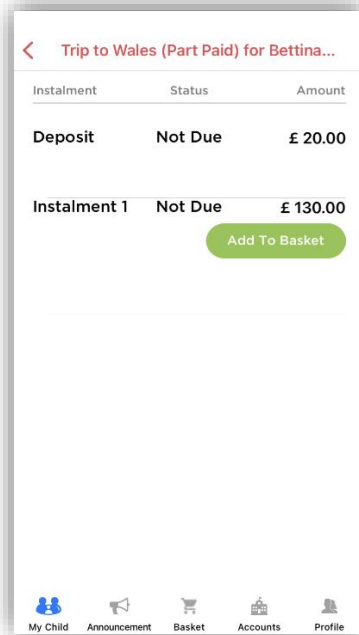 Trip to Wales (Part Paid) for Bettina...
Instalment Status Amount
Deposit Not Due £ 20.00
Instalment 1 Not Due £ 130.00
Add To Basket
My Child Announcement Basket Accounts Profile